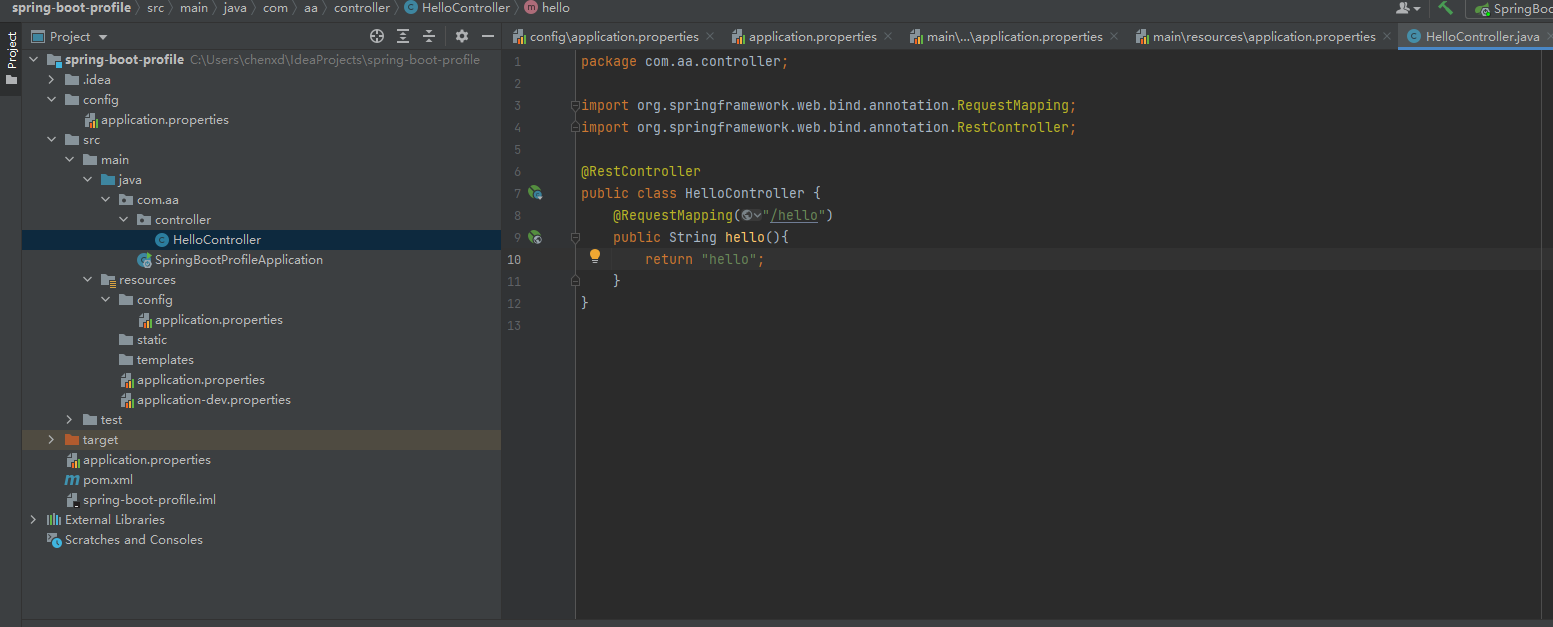 spring-boot-profile src main java com aa controller HelloController hello SpringBoo
Project
Project
config\application.properties application.properties main\...\application.properties main\resources\application.properties HelloController.java
spring-boot-profile C:\Users\chenxd\IdeaProjects\spring-boot-profile
.idea
config
application.properties
src
main
java
com.aa
controller
HelloController
SpringBootProfileApplication
resources
config
application.properties
static
templates
application.properties
application-dev.properties
test
target
application.properties
pom.xml
spring-boot-profile.iml
External Libraries
Scratches and Consoles
1 package com.aa.controller;
2
3 import org.springframework.web.bind.annotation.RequestMapping;
4 import org.springframework.web.bind.annotation.RestController;
5
6 @RestController
7 public class HelloController {
8 @RequestMapping("/hello")
9 public String hello(){
10 return "hello";
11 }
12 }
13